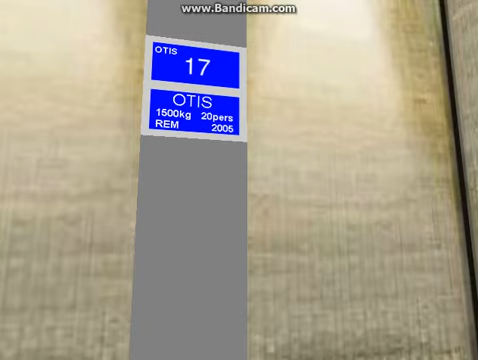 www.Bandicam.com
OTIS
17
OTIS
1500kg 20pers
REM 2005